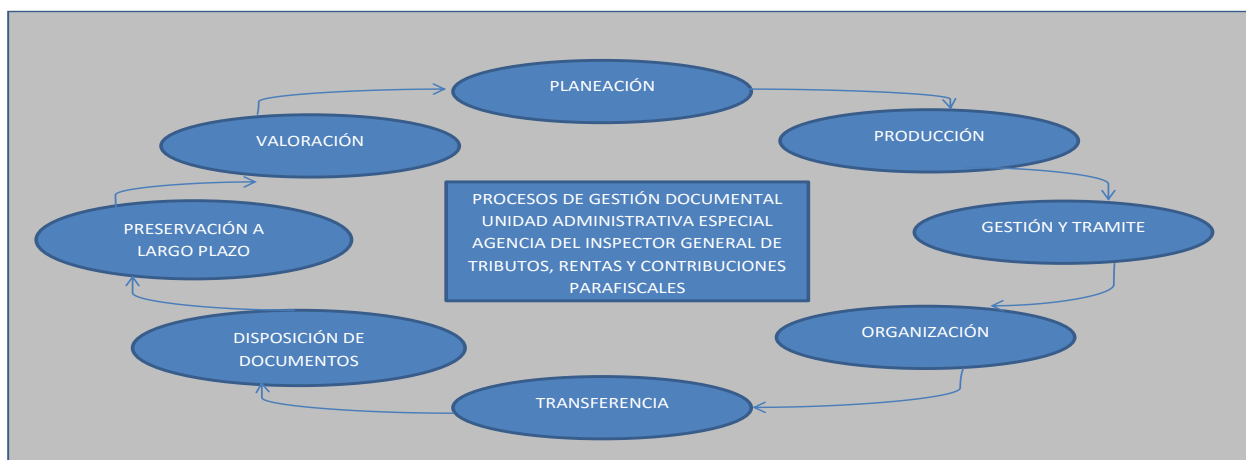 PLANEACIÓN
PRODUCCIÓN
GESTIÓN Y TRAMITE
ORGANIZACIÓN
TRANSFERENCIA
DISPOSICIÓN DE
DOCUMENTOS
PRESERVACIÓN A
LARGO PLAZO
VALORACIÓN
PROCESOS DE GESTIÓN DOCUMENTAL
UNIDAD ADMINISTRATIVA ESPECIAL
AGENCIA DEL INSPECTOR GENERAL DE
TRIBUTOS, RENTAS Y CONTRIBUCIONES
PARAFISCALES